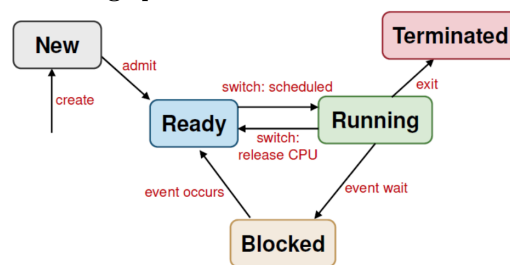 New
Terminated
admit
switch: scheduled
exit
create
Ready
Running
switch:
release CPU
event occurs
event wait
Blocked